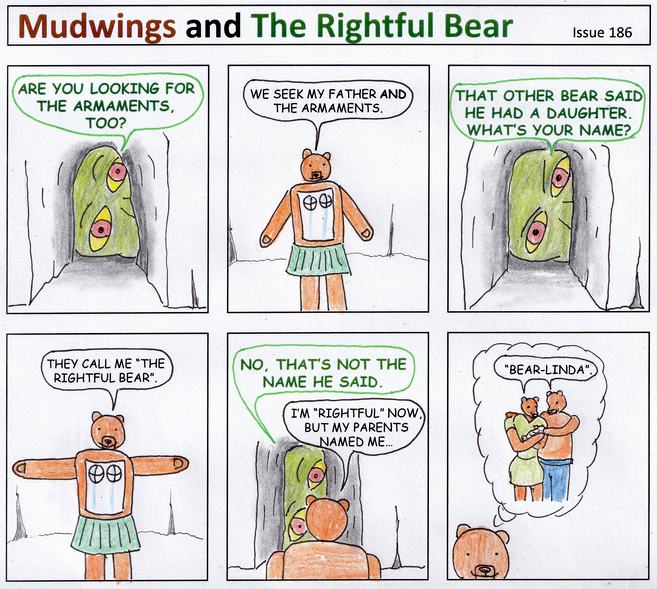 Mudwings and The Rightful Bear
Issue 186
ARE YOU LOOKING FOR
THE ARMAMENTS,
TOO?
WE SEEK MY FATHER AND
THE ARMAMENTS.
THAT OTHER BEAR SAID
HE HAD A DAUGHTER.
WHAT'S YOUR NAME?
THEY CALL ME "THE
RIGHTFUL BEAR".
NO, THAT'S NOT THE
NAME HE SAID.
I'M "RIGHTFUL" NOW,
BUT MY PARENTS
NAMED ME...
"BEAR-LINDA".